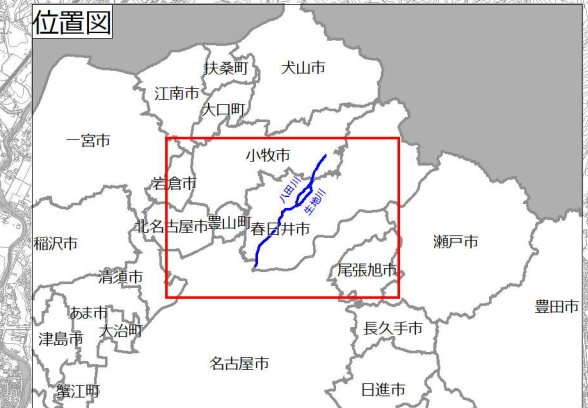 位置図
扶桑町
犬山市
江南市
大口町
一宮市
小牧市
岩倉市
八田川
生地川
北名古屋市
豊山町
春日井市
稲沢市
瀬戸市
清須市
尾張旭市
豊田市
あま市
大治町
津島市
長久手市
名古屋市
蟹江町
日進市